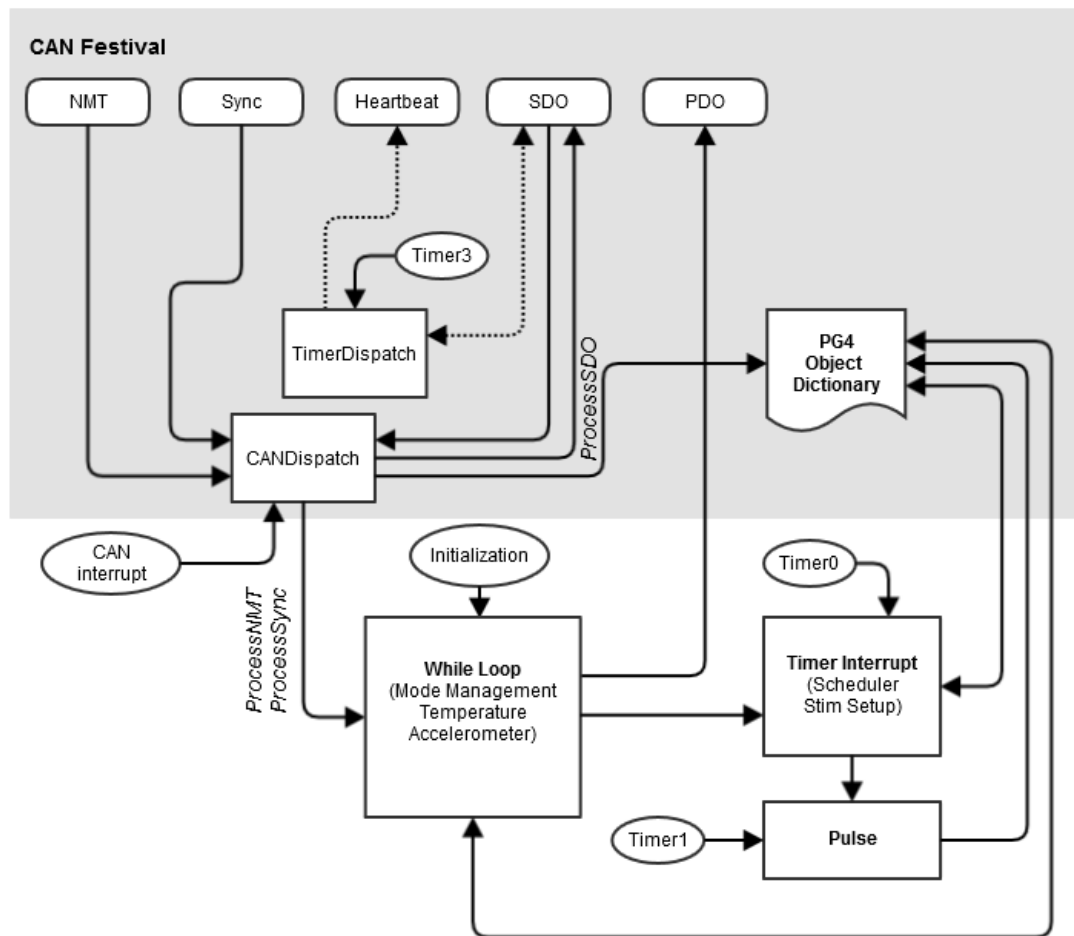 CAN Festival
NMT
Sync
Heartbeat
SDO
PDO
Timer3
TimerDispatch
ProcessSDO
PG4
Object
Dictionary
CANDispatch
CAN
interrupt
Initialization
Timer0
ProcessNMT
ProcessSync
While Loop
(Mode Management
Temperature
Accelerometer)
Timer Interrupt
(Scheduler
Stim Setup)
Timer1
Pulse